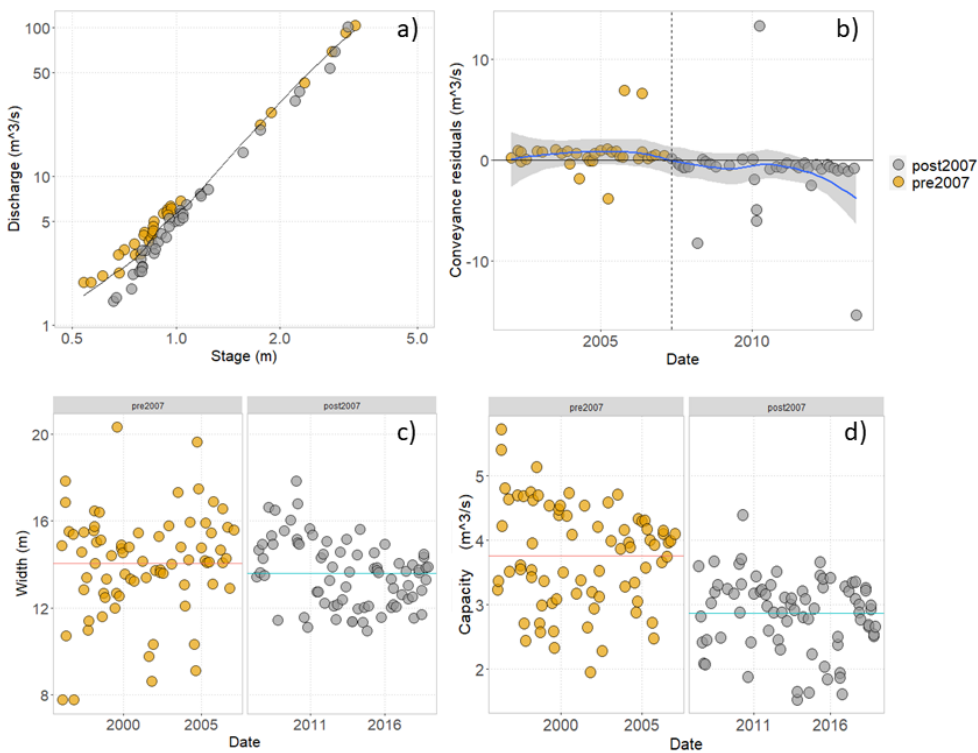 a)
Discharge (m^3/s)
100
50
10
5
1
0.5 1.0 2.0 5.0
Stage (m)
b)
Conveyance residuals (m^3/s)
10
0
-10
2005 2010
Date
post2007
pre2007
pre2007 post2007
c)
Width (m)
20
16
12
8
2000 2005 2011 2016
Date
pre2007 post2007
d)
Capacity (m^3/s)
5
4
3
2
2000 2005 2011 2016
Date